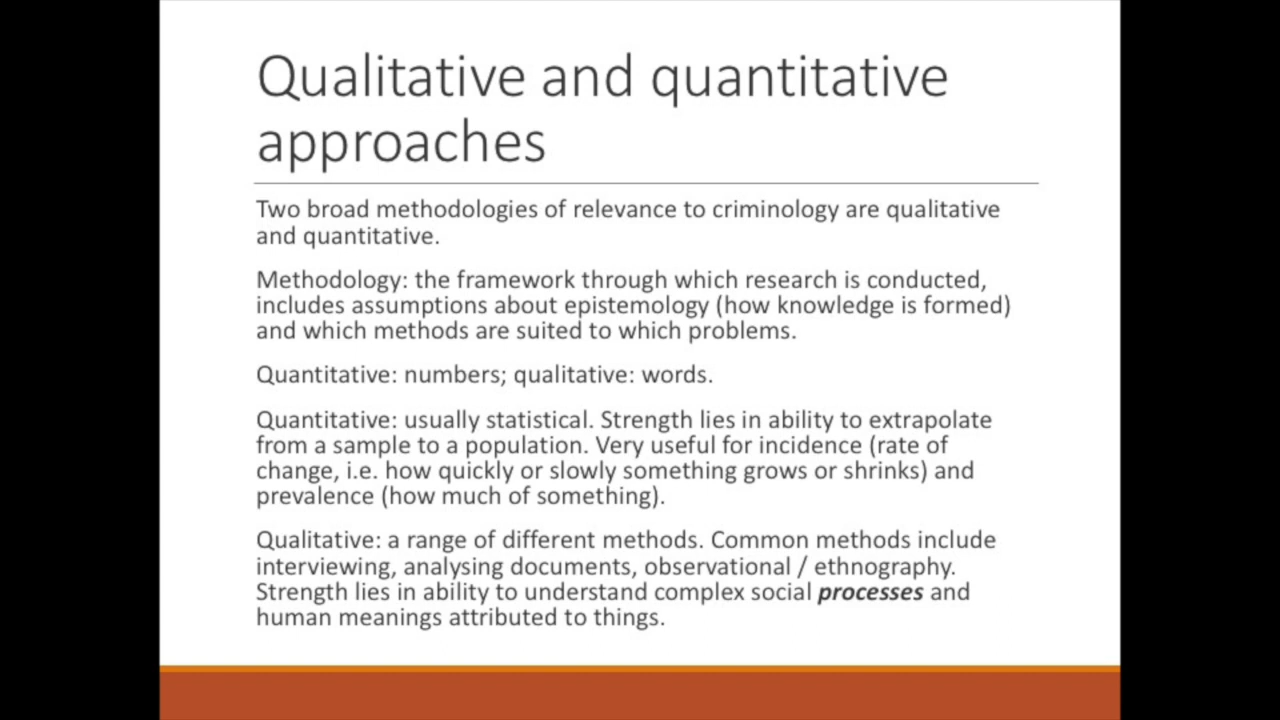 Qualitative and quantitative
approaches
Two broad methodologies of relevance to criminology are qualitative
and quantitative.
Methodology: the framework through which research is conducted,
includes assumptions about epistemology (how knowledge is formed)
and which methods are suited to which problems.
Quantitative: numbers; qualitative: words.
Quantitative: usually statistical. Strength lies in ability to extrapolate
from a sample to a population. Very useful for incidence (rate of
change, i.e. how quickly or slowly something grows or shrinks) and
prevalence (how much of something).
Qualitative: a range of different methods. Common methods include
interviewing, analysing documents, observational / ethnography.
Strength lies in ability to understand complex social processes and
human meanings attributed to things.